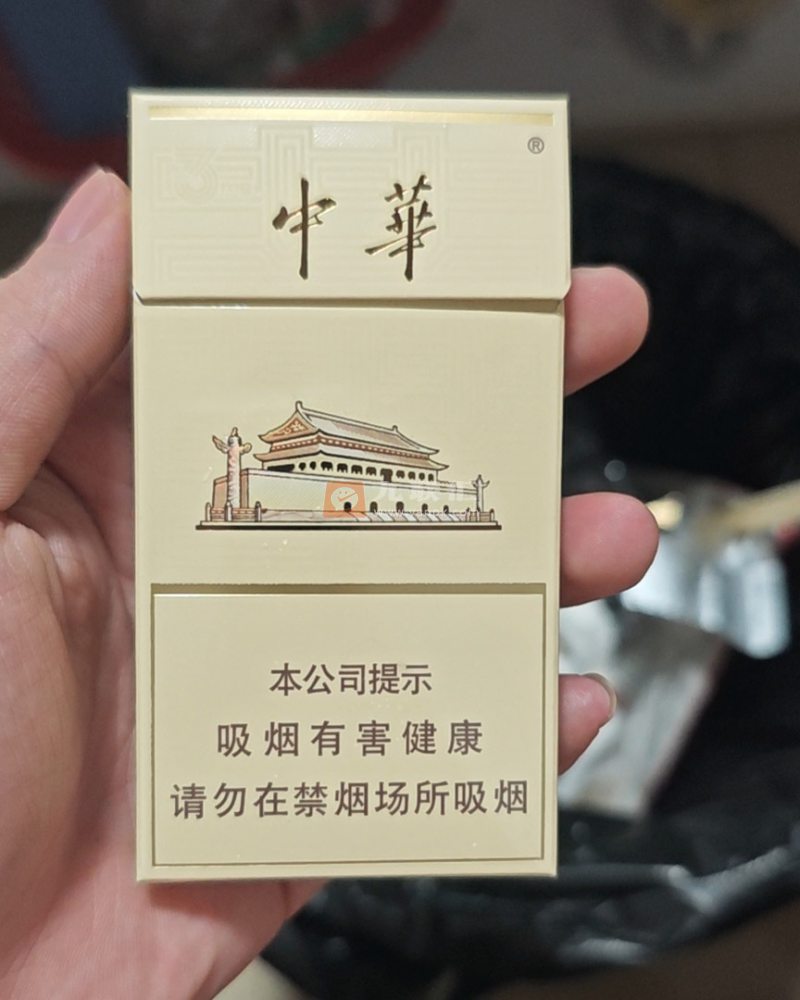 中華
®
本公司提示
吸烟有害健康
请勿在禁烟场所吸烟